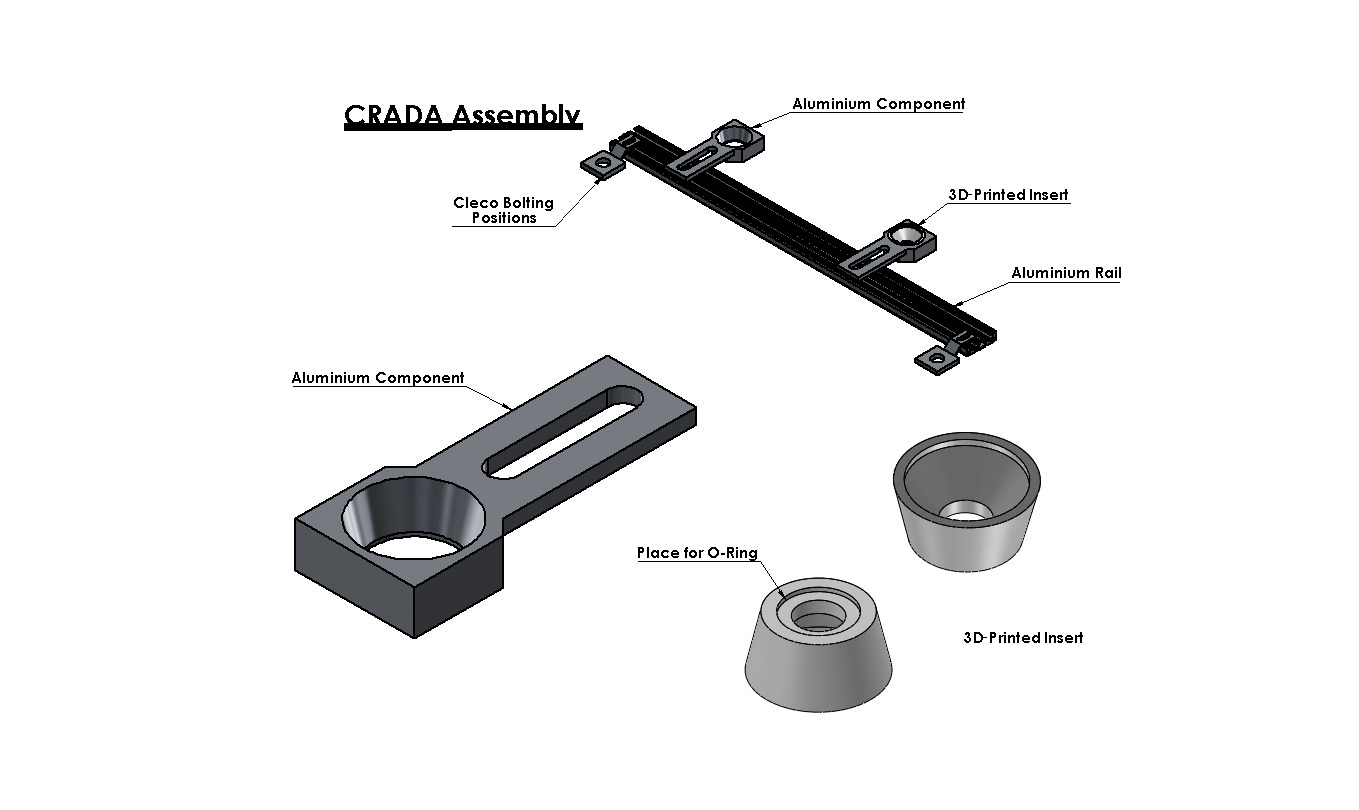 CRADA Assembly
Aluminium Component
Cleco Bolting
Positions
3D-Printed Insert
Aluminium Rail
Aluminium Component
Place for O-Ring
3D-Printed Insert